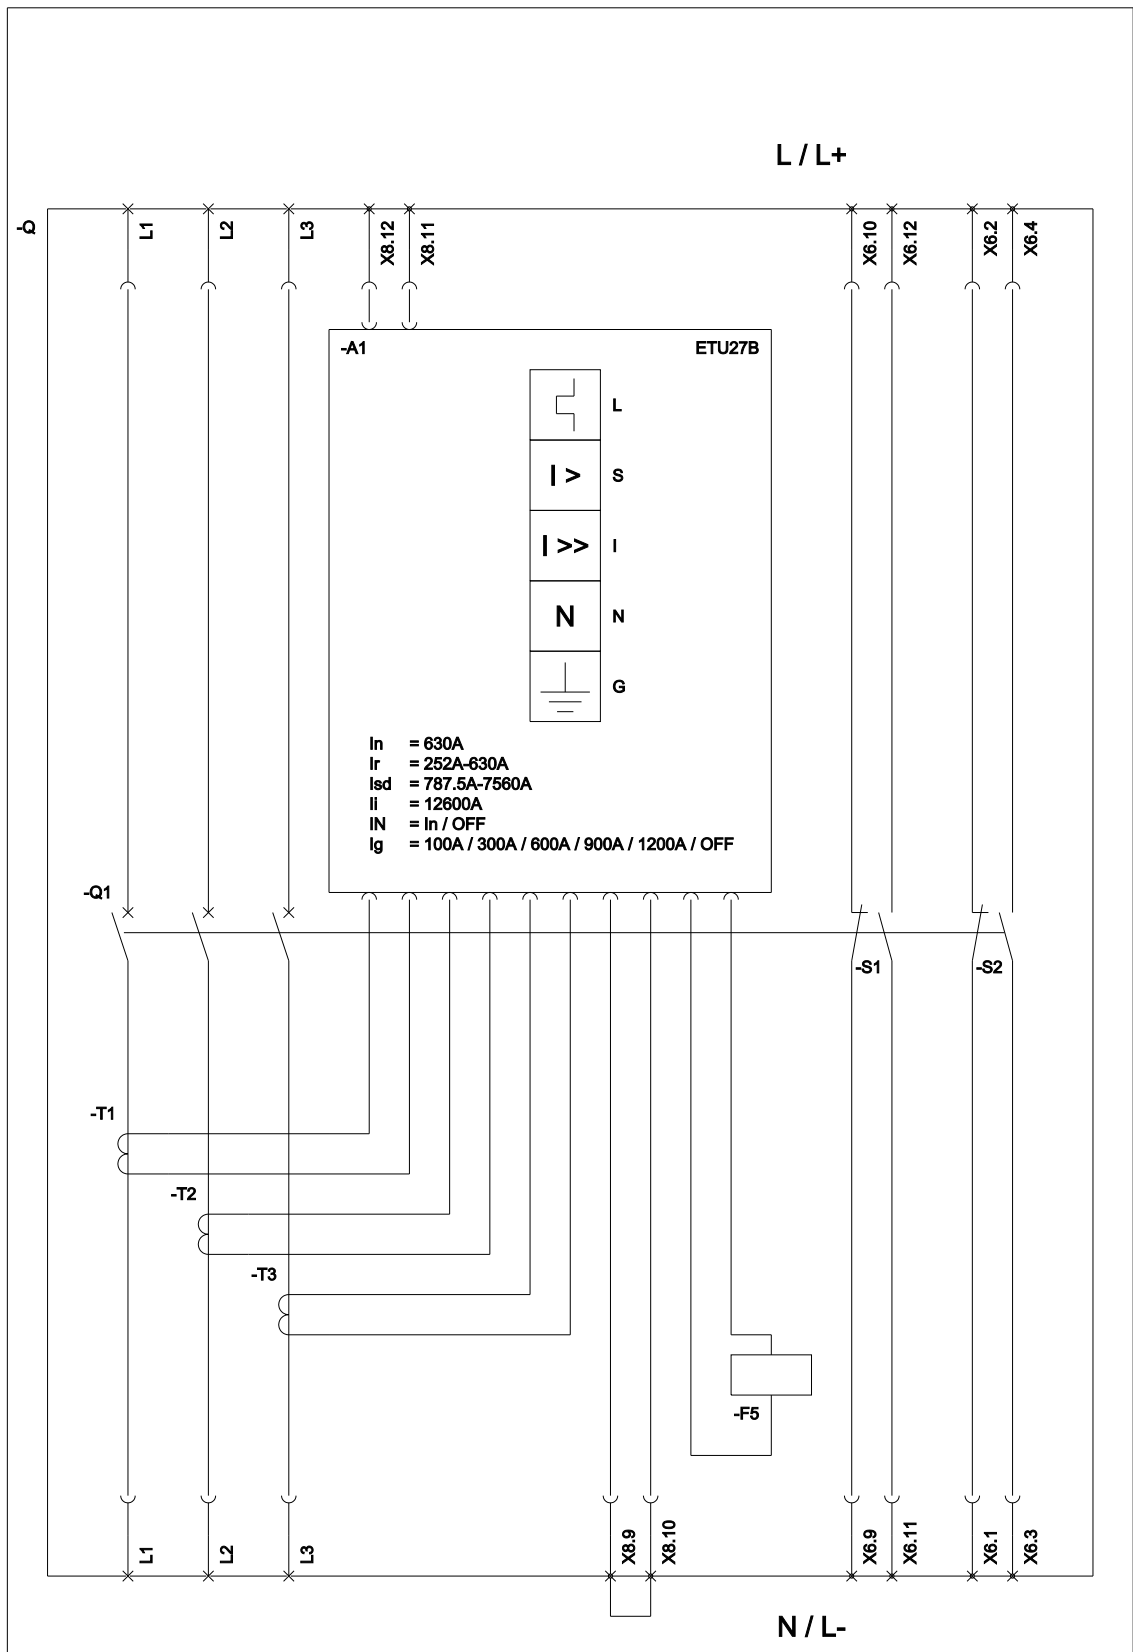 L / L+
-Q
L1
L2
L3
X8.12
X8.11
X6.10
X6.12
X6.2
X6.4
-A1
ETU27B
L
I > S
I >> I
N N
G
In = 630A
Ir = 252A-630A
Isd = 787.5A-7560A
Ii = 12600A
IN = In / OFF
Ig = 100A / 300A / 600A / 900A / 1200A / OFF
-Q1
-S1
-S2
-T1
-T2
-T3
-F5
L1
L2
L3
X8.9
X8.10
X6.9
X6.11
X6.1
X6.3
N / L-